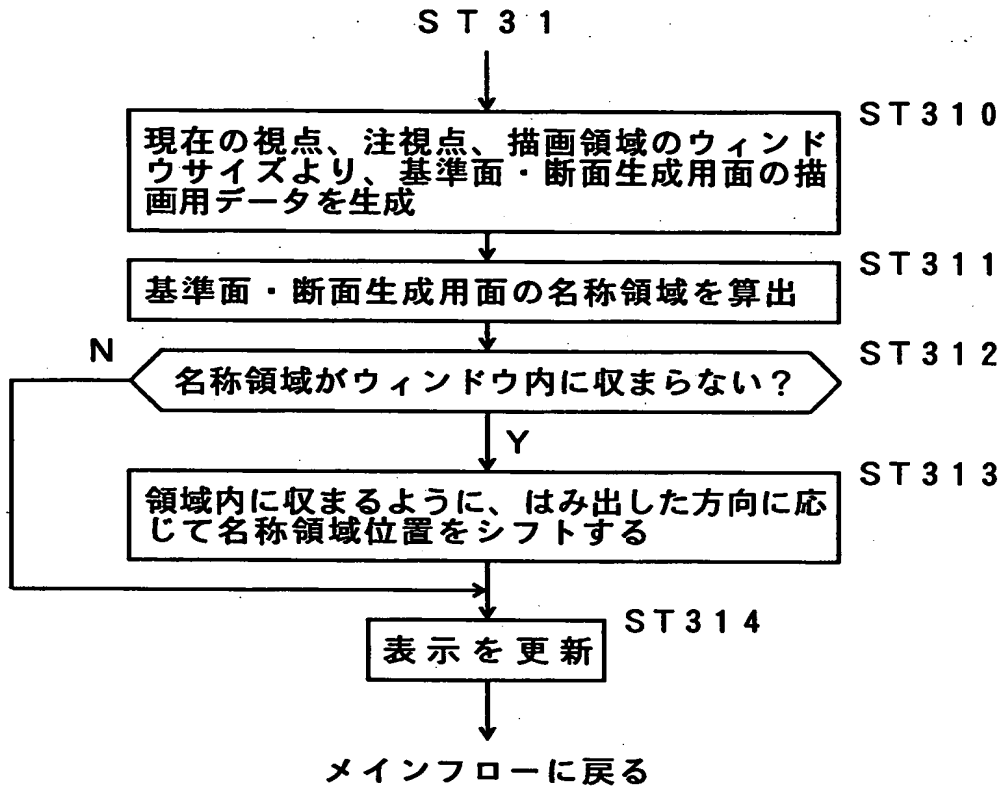 ST31
ST310
現在の視点、注視点、描画領域のウィンド
ウサイズより、基準面・断面生成用面の描
画用データを生成
ST311
基準面・断面生成用面の名称領域を算出
N
ST312
名称領域がウィンドウ内に収まらない？
Y
ST313
領域内に収まるように、はみ出した方向に応
じて名称領域位置をシフトする
ST314
表示を更新
メインフローに戻る